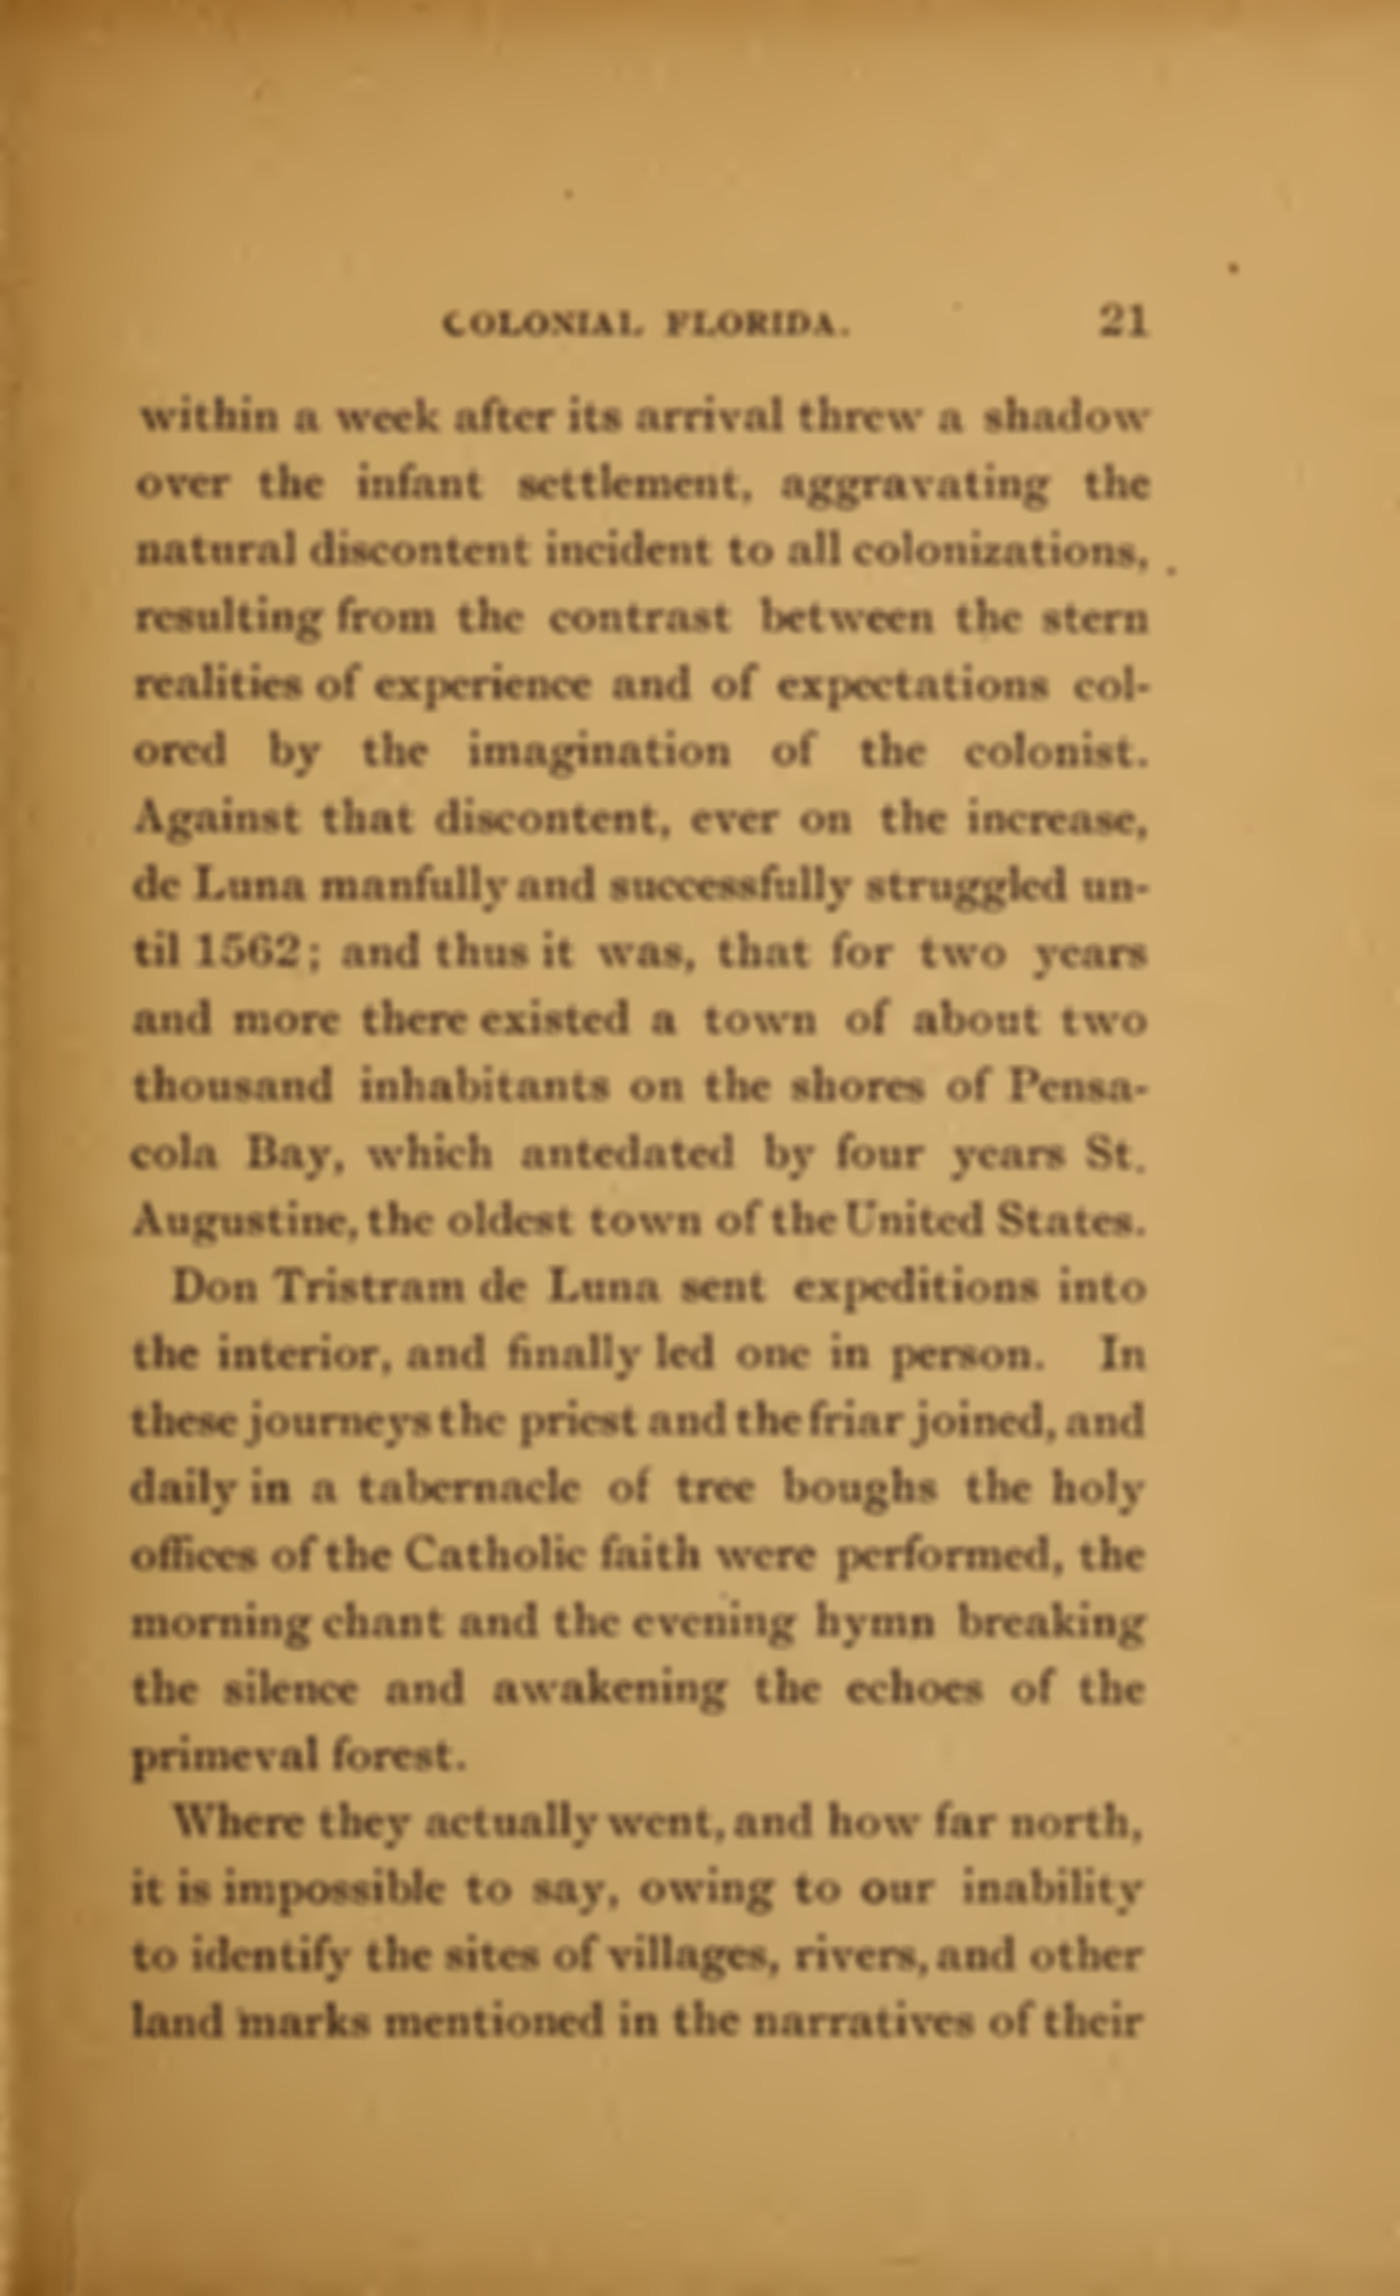 COLONIAL FLORIDA. 21
within a week after its arrival threw a shadow
over the infant settlement, aggravating the
natural discontent incident to all colonizations,
resulting from the contrast between the stern
realities of experience and of expectations col-
ored by the imagination of the colonist.
Against that discontent, ever on the increase,
de Luna manfully and successfully struggled un-
til 1562; and thus it was, that for two years
and more there existed a town of about two
thousand inhabitants on the shores of Pensa-
cola Bay, which antedated by four years St.
Augustine, the oldest town of the United States.
Don Tristram de Luna sent expeditions into
the interior, and finally led one in person. In
these journeys the priest and the friar joined, and
daily in a tabernacle of tree boughs the holy
offices of the Catholic faith were performed, the
morning chant and the evening hymn breaking
the silence and awakening the echoes of the
primeval forest.
Where they actually went, and how far north,
it is impossible to say, owing to our inability
to identify the sites of villages, rivers, and other
land marks mentioned in the narratives of their